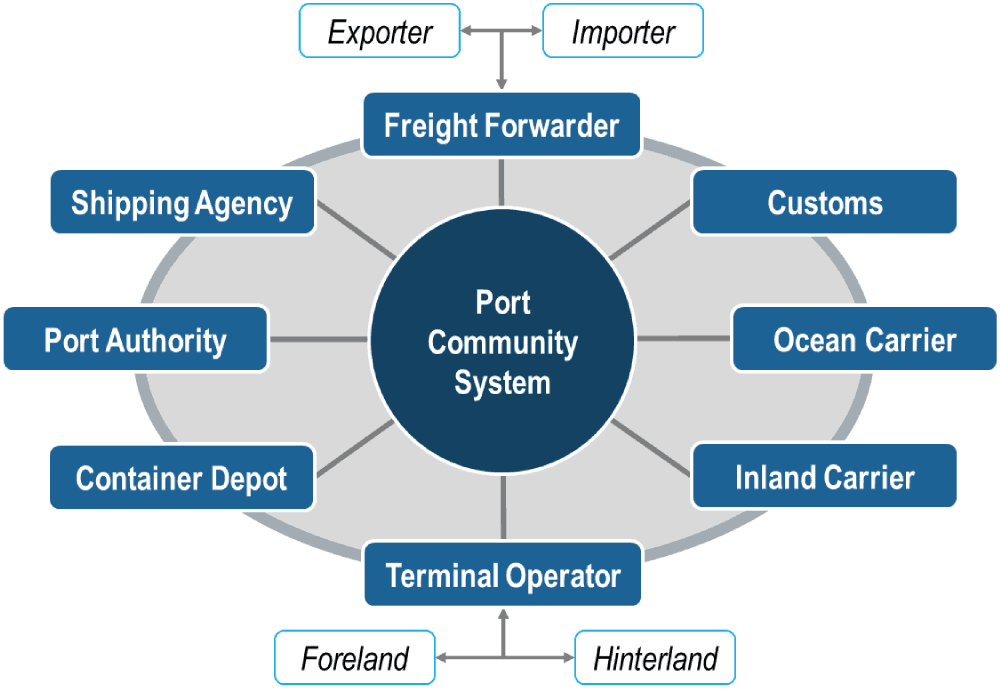 Exporter
Importer
Freight Forwarder
Shipping Agency
Customs
Port
Community
System
Port Authority
Ocean Carrier
Container Depot
Inland Carrier
Terminal Operator
Foreland
Hinterland